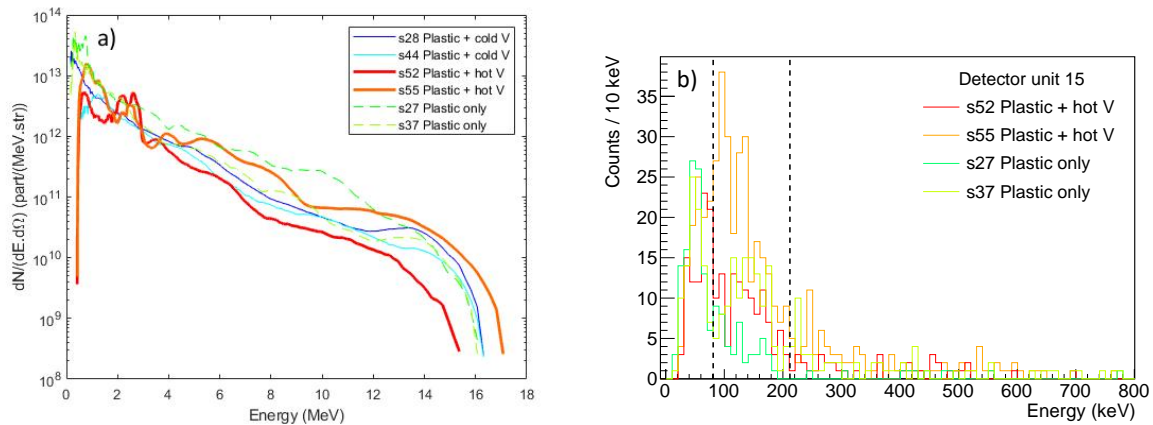 a)
dN/(dE.dΩ) (part/(MeV.str)
10^14
10^13
10^12
10^11
10^10
10^9
10^8
s28 Plastic + cold V
s44 Plastic + cold V
s52 Plastic + hot V
s55 Plastic + hot V
s27 Plastic only
s37 Plastic only
0 2 4 6 8 10 12 14 16 18
Energy (MeV)
b)
Counts / 10 keV
35
30
25
20
15
10
5
0
Detector unit 15
s52 Plastic + hot V
s55 Plastic + hot V
s27 Plastic only
s37 Plastic only
0 100 200 300 400 500 600 700 800
Energy (keV)